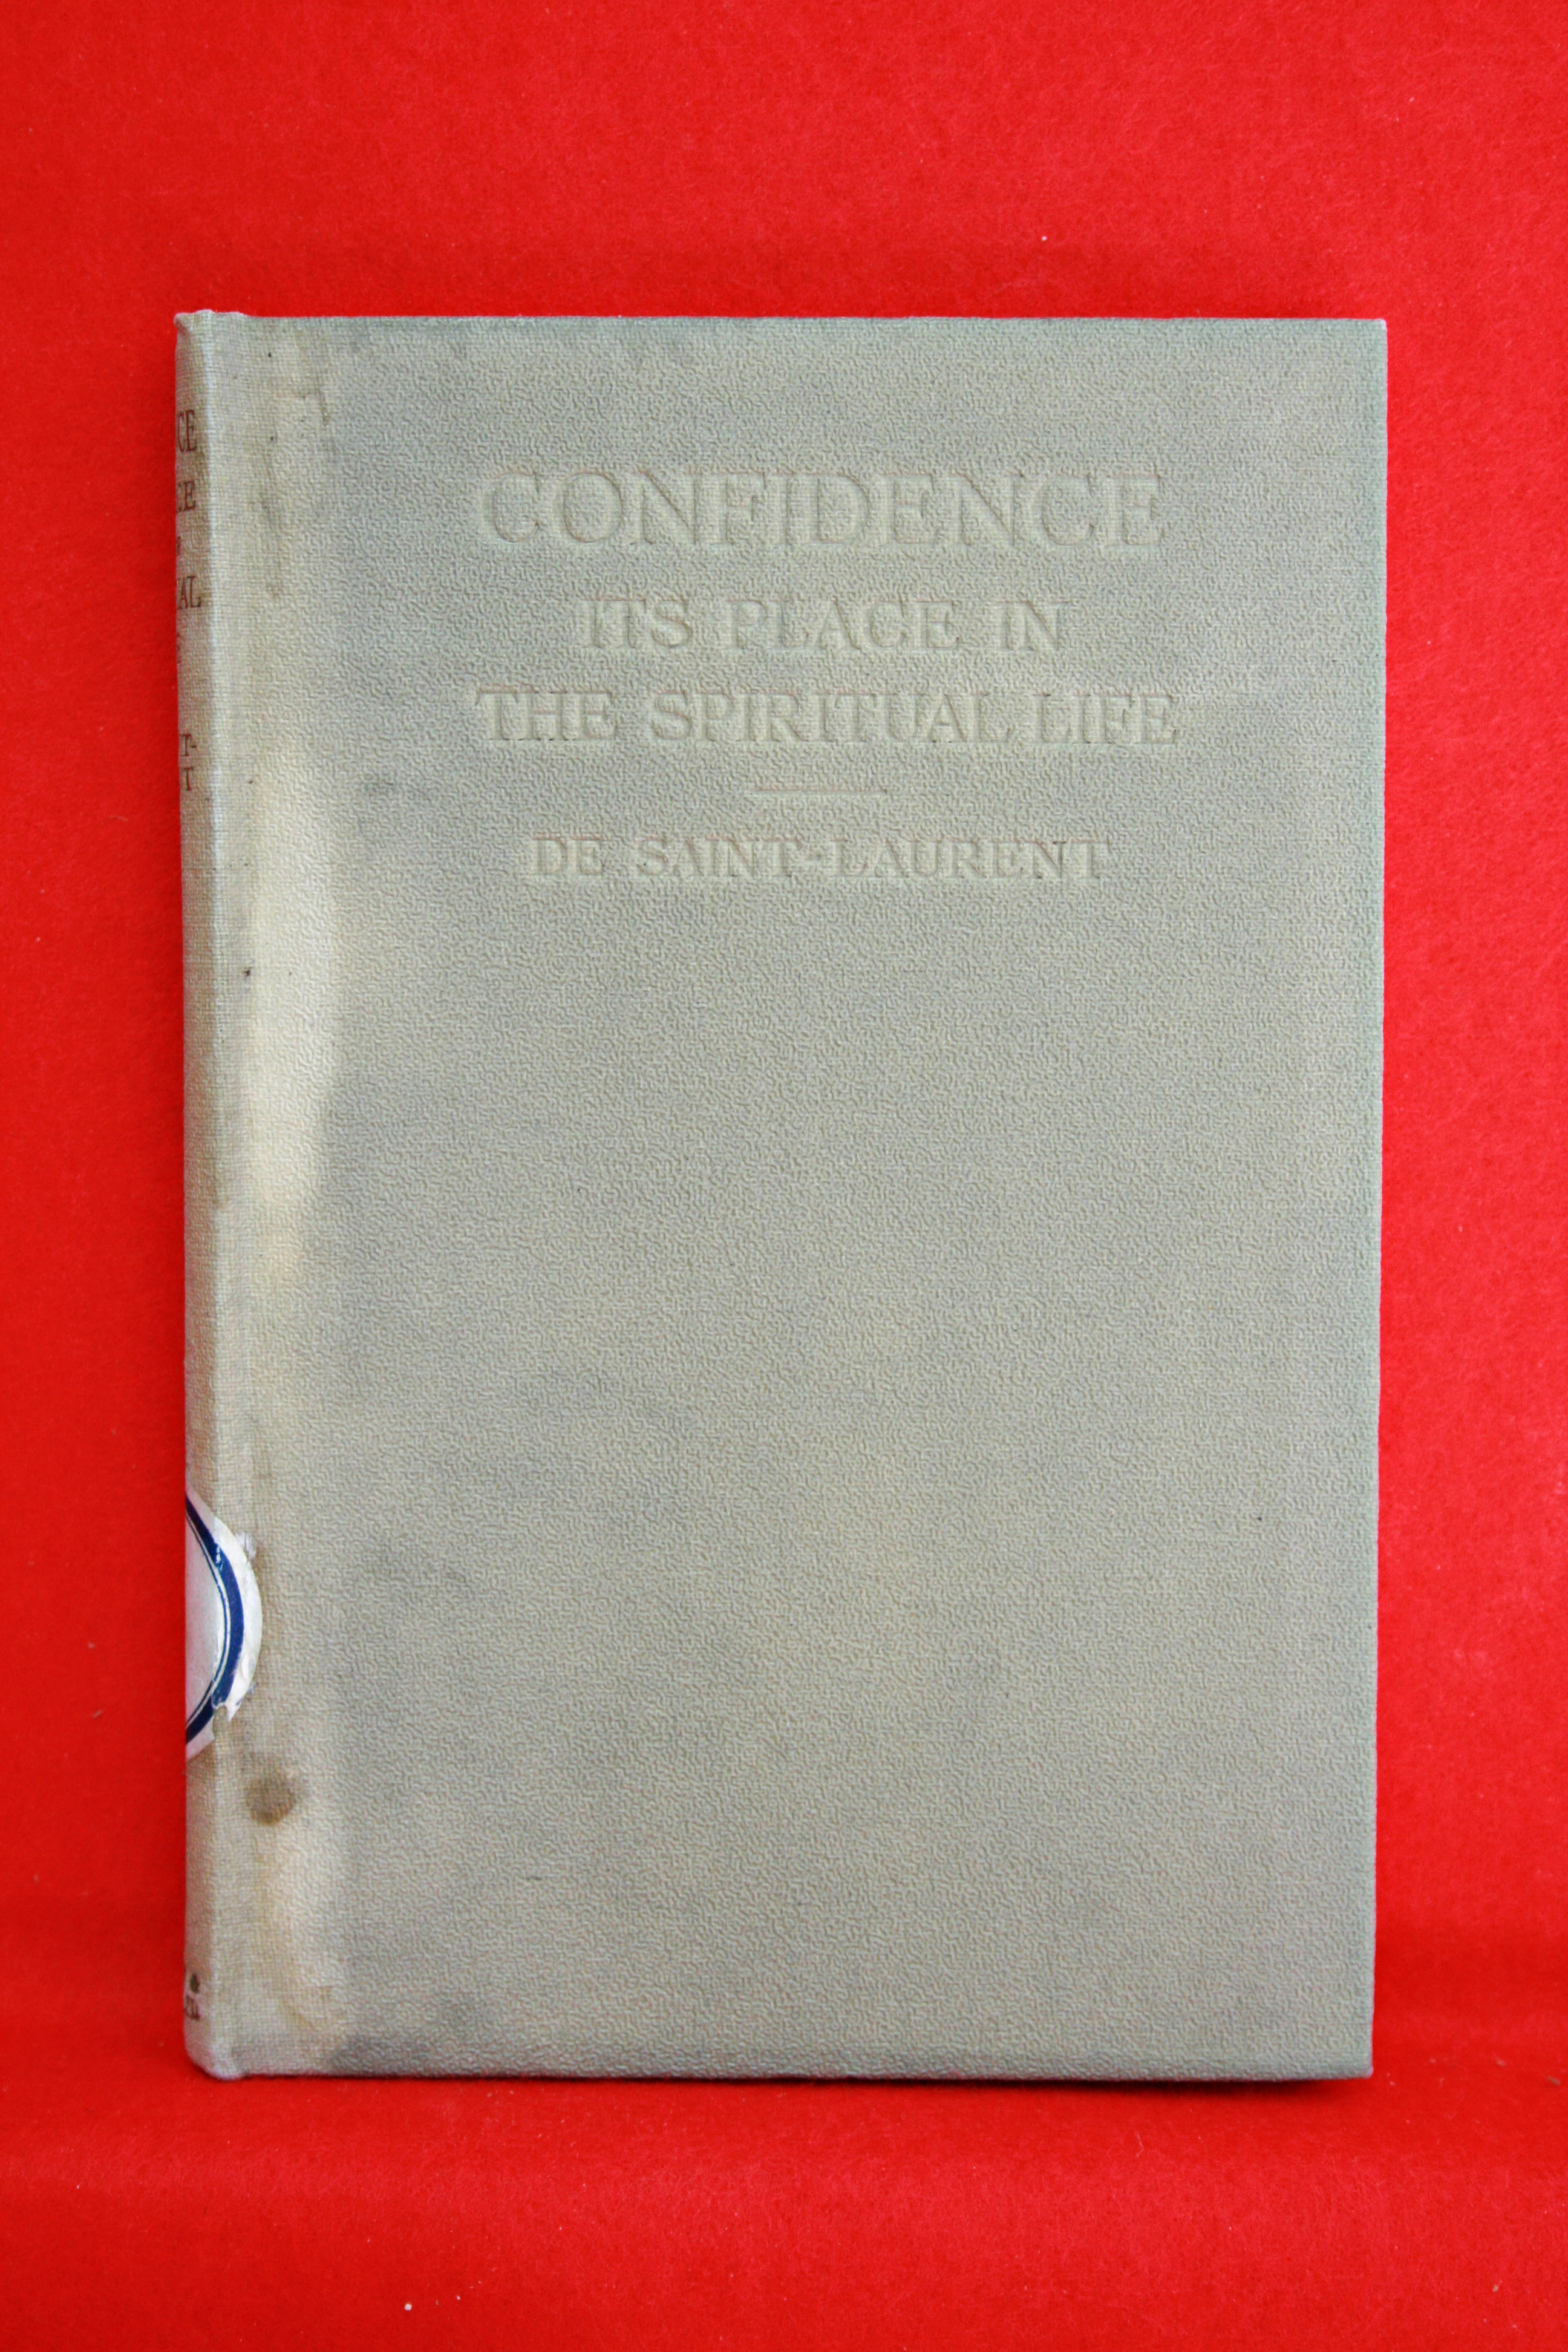 CONFIDENCE
ITS PLACE IN
THE SPIRITUAL LIFE
DE SAINT-LAURENT